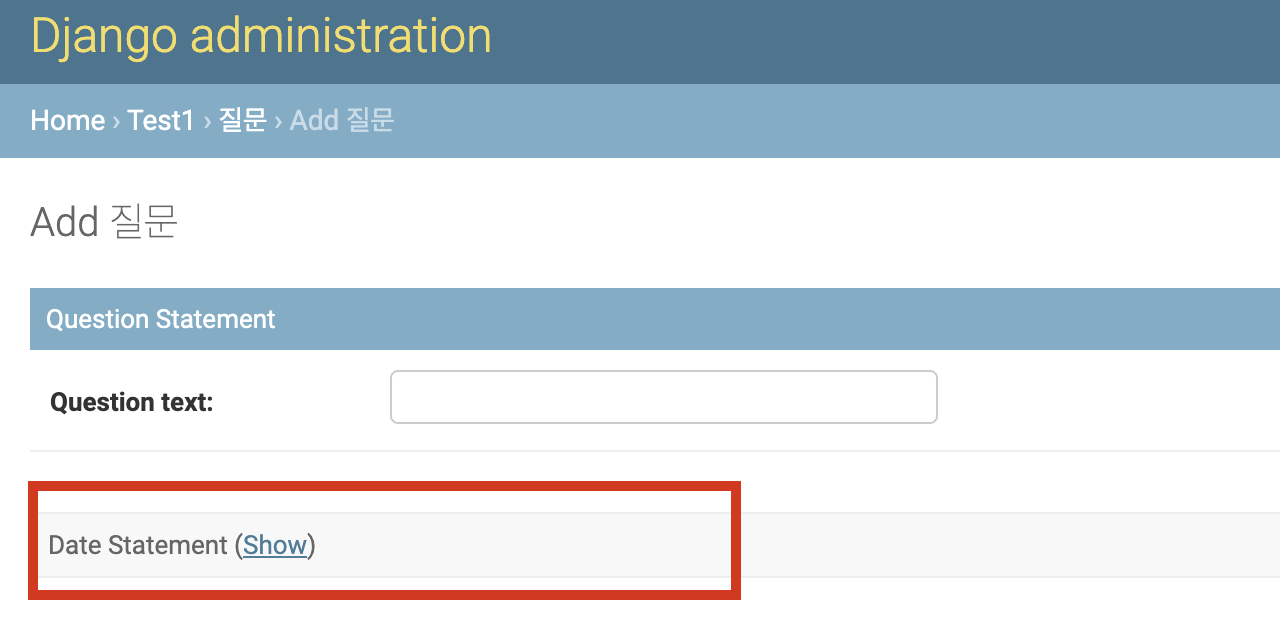 Django administration
Home › Test1 › 질문 › Add 질문
Add 질문
Question Statement
Question text:
Date Statement (Show)